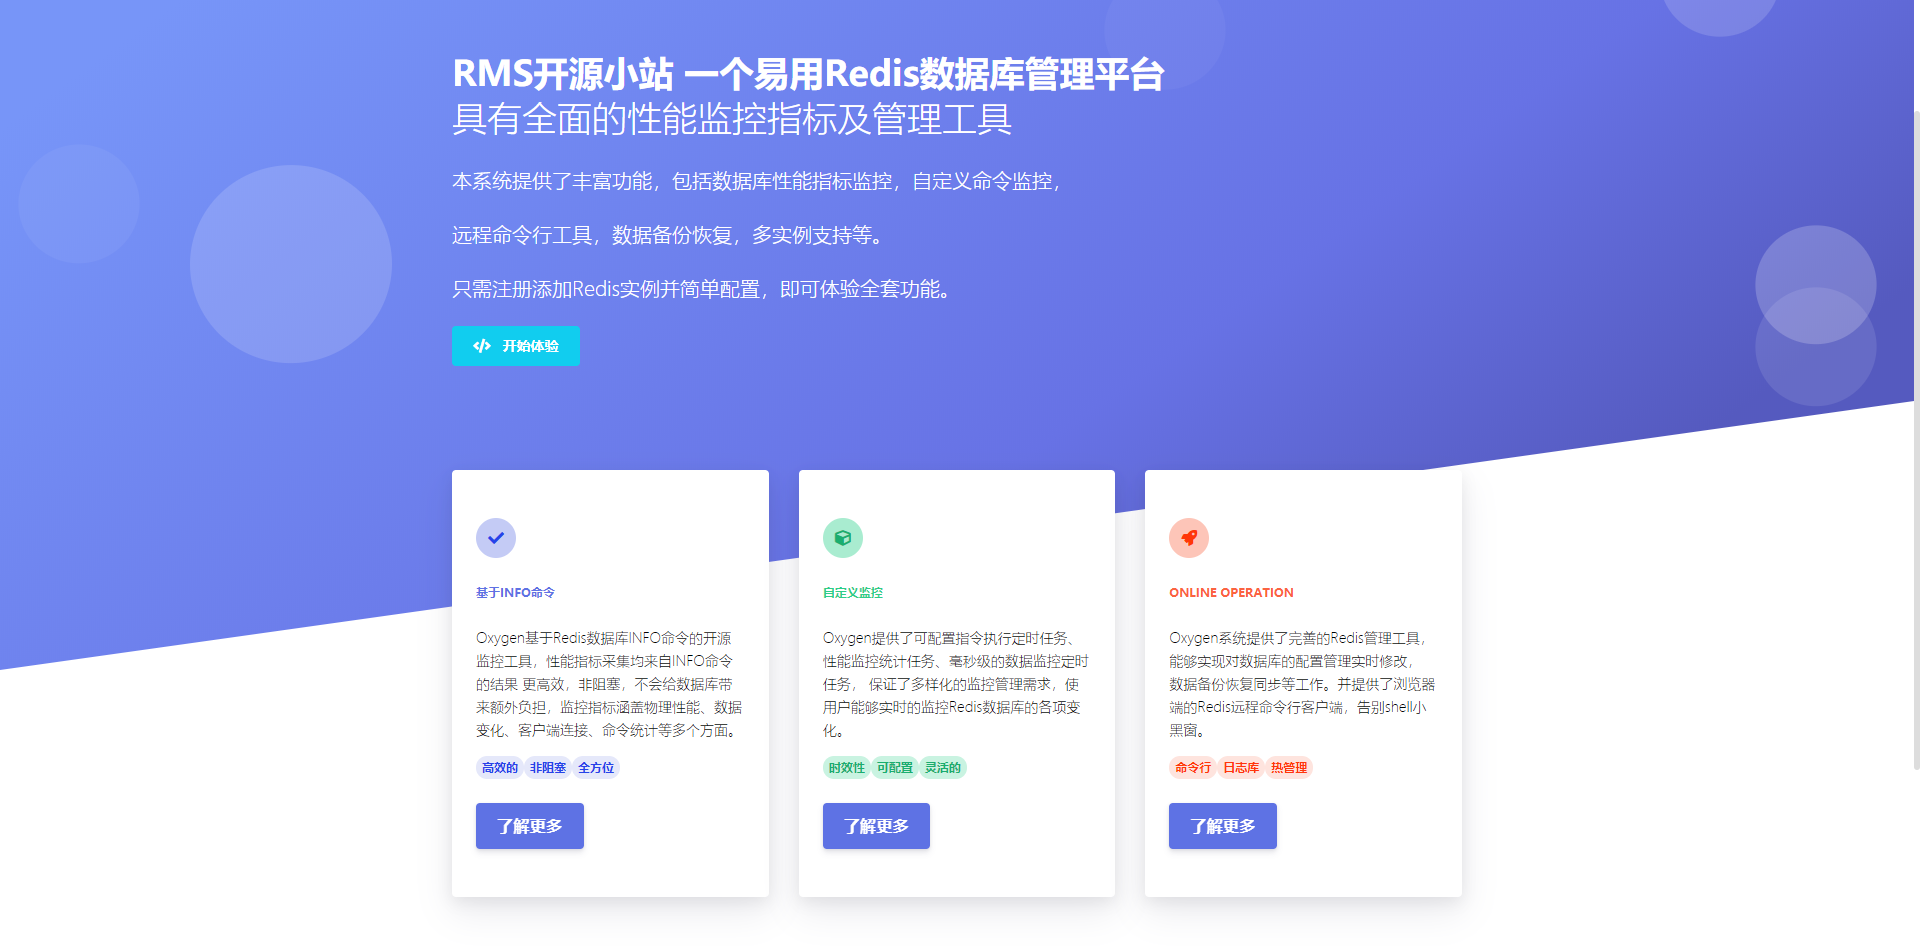 RMS开源小站 一个易用Redis数据库管理平台
具有全面的性能监控指标及管理工具
本系统提供了丰富功能，包括数据库性能指标监控，自定义命令监控，
远程命令行工具，数据备份恢复，多实例支持等。
只需注册添加Redis实例并简单配置，即可体验全套功能。
开始体验
基于INFO命令
Oxygen基于Redis数据库INFO命令的开源
监控工具，性能指标采集均来自INFO命令
的结果 更高效，非阻塞，不会给数据库带
来额外负担，监控指标涵盖物理性能、数据
变化、客户端连接、命令统计等多个方面。
高效的 非阻塞 全方位
了解更多
自定义监控
Oxygen提供了可配置指令执行定时任务、
性能监控统计任务、毫秒级的数据监控定时
任务， 保证了多样化的监控管理需求，使
用户能够实时的监控Redis数据库的各项变
化。
时效性 可配置 灵活的
了解更多
ONLINE OPERATION
Oxygen系统提供了完善的Redis管理工具，
能够实现对数据库的配置管理实时修改，
数据备份恢复同步等工作。并提供了浏览器
端的Redis远程命令行客户端，告别shell小
黑窗。
命令行 日志库 热管理
了解更多